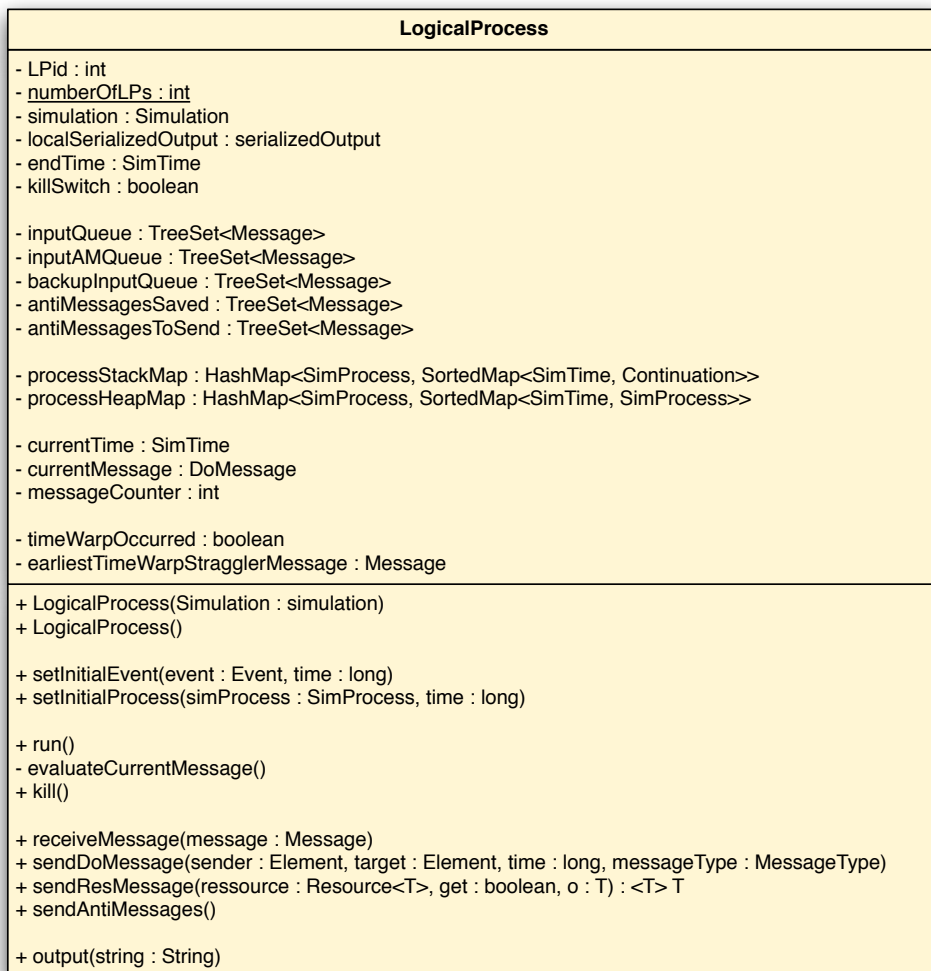 LogicalProcess
- LPid : int
- numberOfLPs : int
- simulation : Simulation
- localSerializedOutput : serializedOutput
- endTime : SimTime
- killSwitch : boolean
- inputQueue : TreeSet<Message>
- inputAMQueue : TreeSet<Message>
- backupInputQueue : TreeSet<Message>
- antiMessagesSaved : TreeSet<Message>
- antiMessagesToSend : TreeSet<Message>
- processStackMap : HashMap<SimProcess, SortedMap<SimTime, Continuation>>
- processHeapMap : HashMap<SimProcess, SortedMap<SimTime, SimProcess>>
- currentTime : SimTime
- currentMessage : DoMessage
- messageCounter : int
- timeWarpOccurred : boolean
- earliestTimeWarpStragglerMessage : Message
+ LogicalProcess(Simulation : simulation)
+ LogicalProcess()
+ setInitialEvent(event : Event, time : long)
+ setInitialProcess(simProcess : SimProcess, time : long)
+ run()
- evaluateCurrentMessage()
+ kill()
+ receiveMessage(message : Message)
+ sendDoMessage(sender : Element, target : Element, time : long, messageType : MessageType)
+ sendResMessage(ressource : Resource<T>, get : boolean, o : T) : <T> T
+ sendAntiMessages()
+ output(string : String)